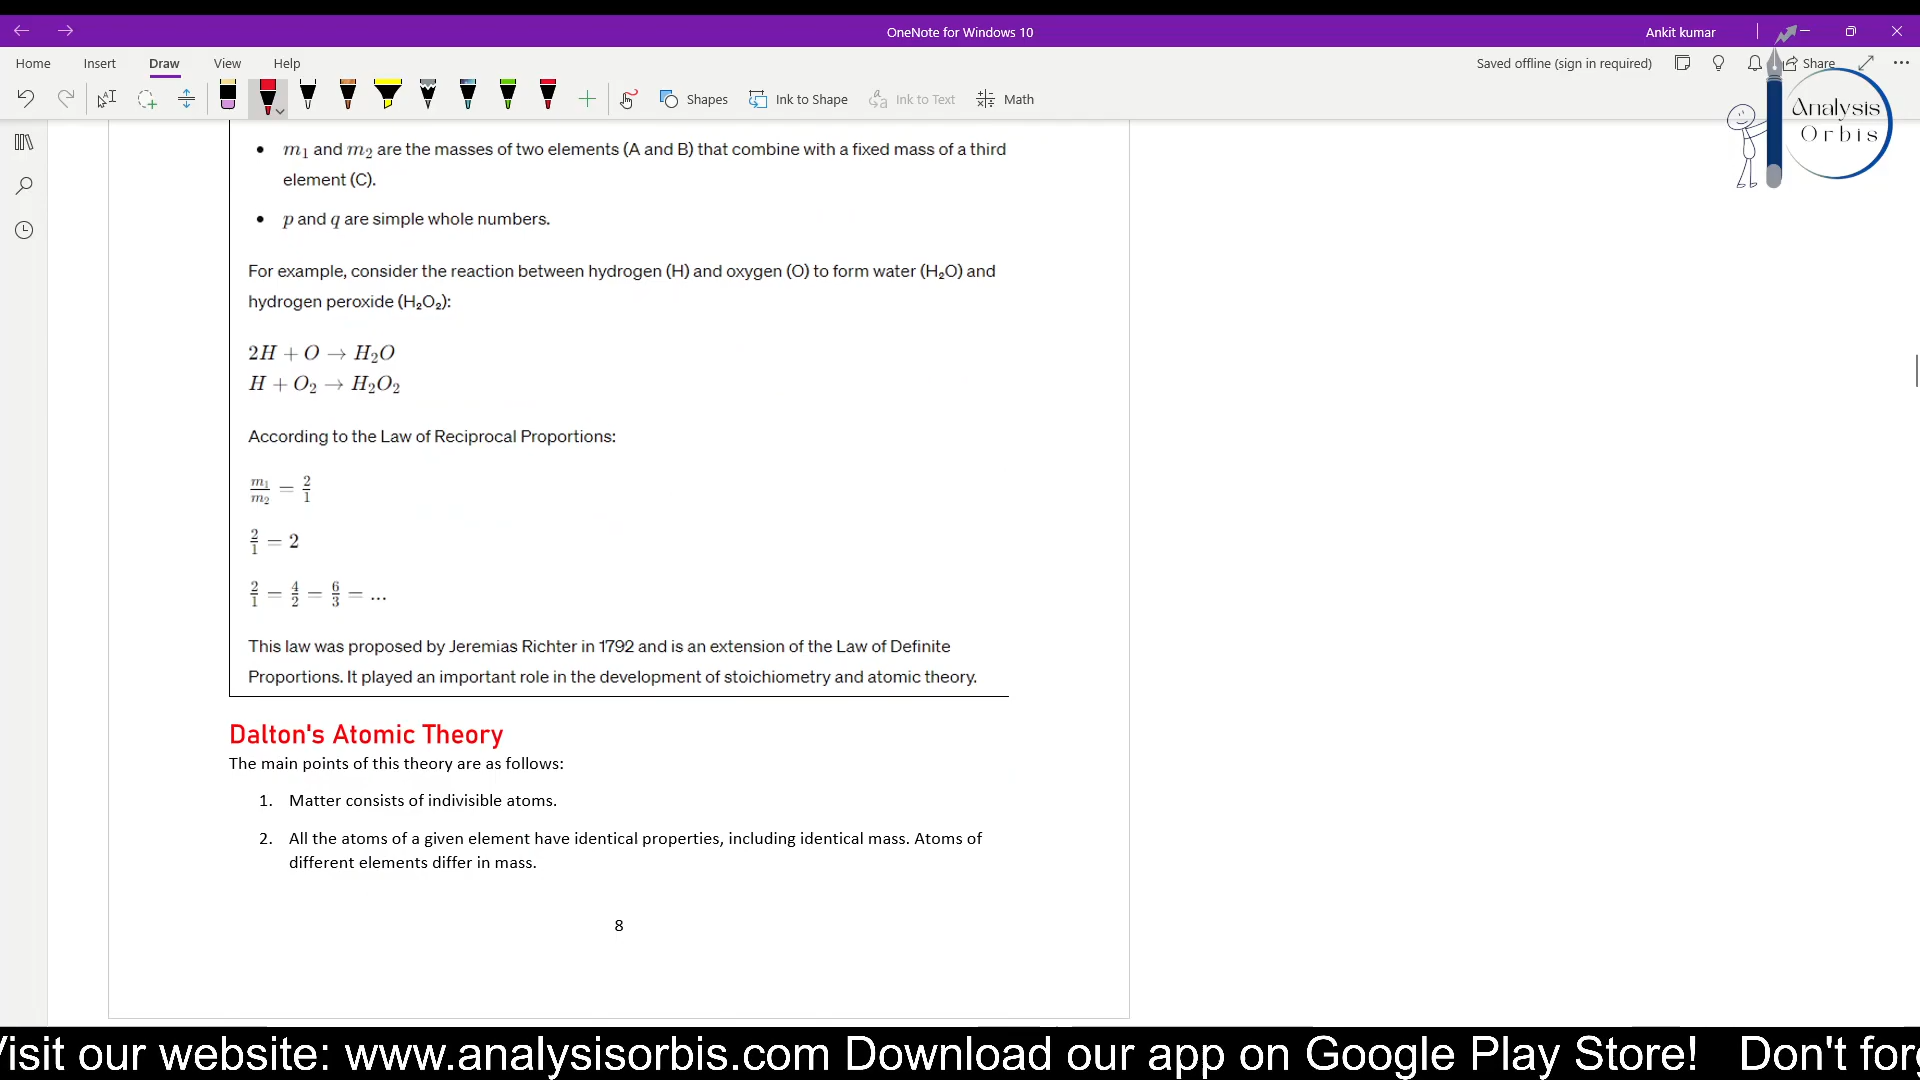 OneNote for Windows 10
Ankit kumar
Home Insert Draw View Help
Saved offline (sign in required)
Share
Shapes Ink to Shape Ink to Text Math
Analysis
Orbis
• m₁ and m₂ are the masses of two elements (A and B) that combine with a fixed mass of a third
element (C).
• p and q are simple whole numbers.
For example, consider the reaction between hydrogen (H) and oxygen (O) to form water (H₂O) and
hydrogen peroxide (H₂O₂):
2H + O → H₂O
H + O₂ → H₂O₂
According to the Law of Reciprocal Proportions:
m₁/m₂ = 2/1
2/1 = 2
2/1 = 4/2 = 6/3 = ...
This law was proposed by Jeremias Richter in 1792 and is an extension of the Law of Definite
Proportions. It played an important role in the development of stoichiometry and atomic theory.
Dalton's Atomic Theory
The main points of this theory are as follows:
1. Matter consists of indivisible atoms.
2. All the atoms of a given element have identical properties, including identical mass. Atoms of
different elements differ in mass.
8
Visit our website: www.analysisorbis.com Download our app on Google Play Store! Don't forg